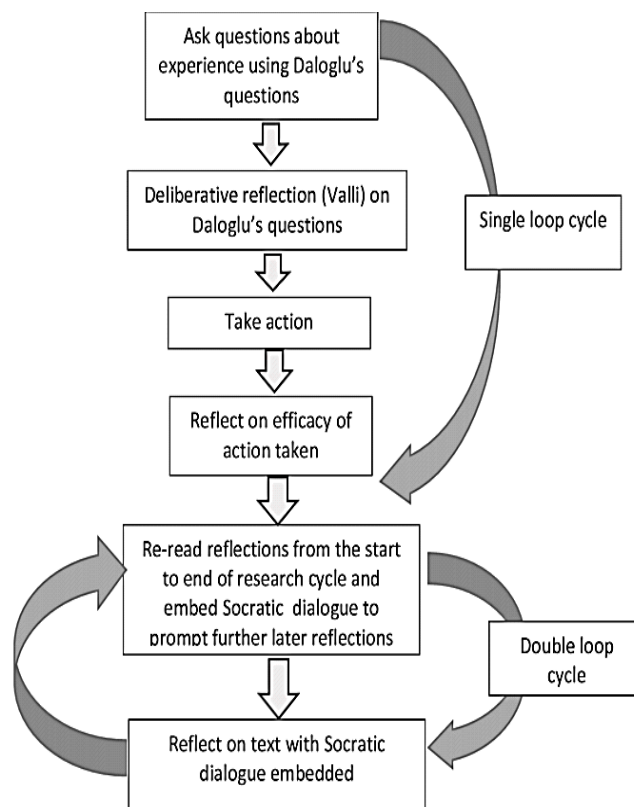 Ask questions about
experience using Daloglu’s
questions
Deliberative reflection (Valli) on
Daloglu’s questions
Single loop cycle
Take action
Reflect on efficacy of
action taken
Re-read reflections from the start
to end of research cycle and
embed Socratic dialogue to
prompt further later reflections
Double loop
cycle
Reflect on text with Socratic
dialogue embedded